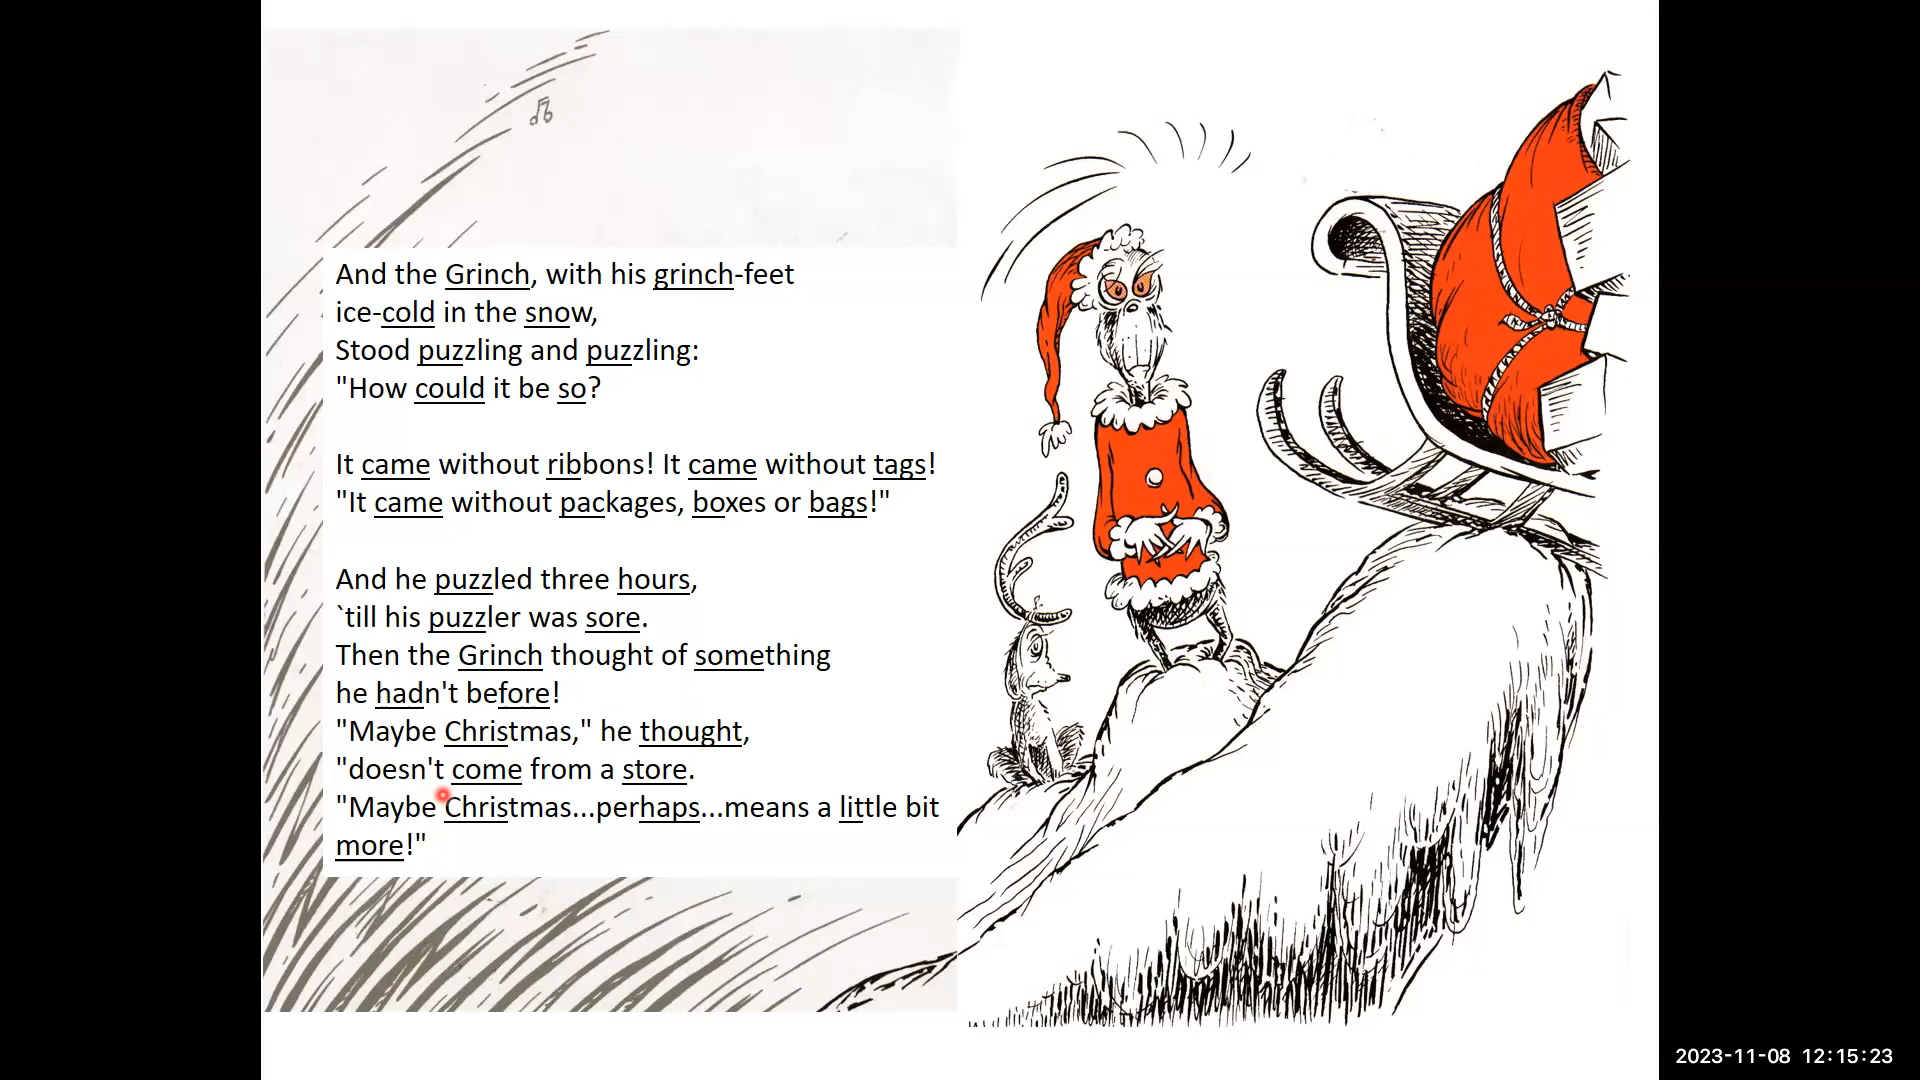 And the Grinch, with his grinch-feet
ice-cold in the snow,
Stood puzzling and puzzling:
"How could it be so?
It came without ribbons! It came without tags!
"It came without packages, boxes or bags!"
And he puzzled three hours,
`till his puzzler was sore.
Then the Grinch thought of something
he hadn't before!
"Maybe Christmas," he thought,
"doesn't come from a store.
"Maybe Christmas...perhaps...means a little bit
more!"
2023-11-08 12:15:23